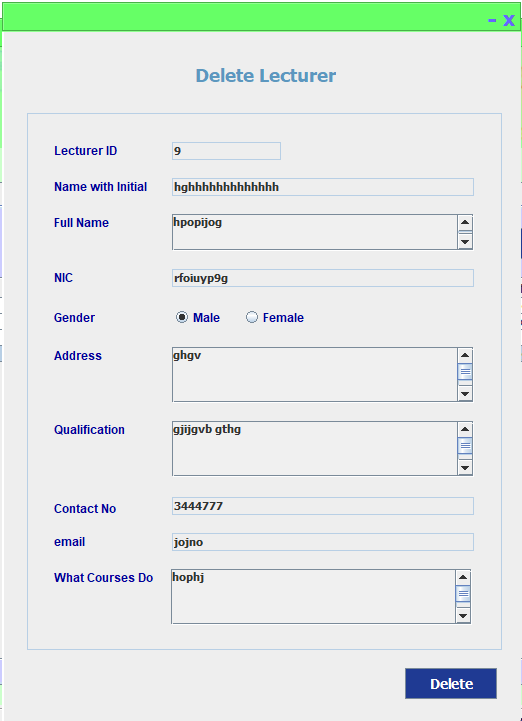 - x
Delete Lecturer
Lecturer ID 9
Name with Initial hghhhhhhhhhhhhh
Full Name hpopijog
NIC rfoiuyp9g
Gender Male Female
Address ghgv
Qualification gjijgvb gthg
Contact No 3444777
email jojno
What Courses Do hophj
Delete